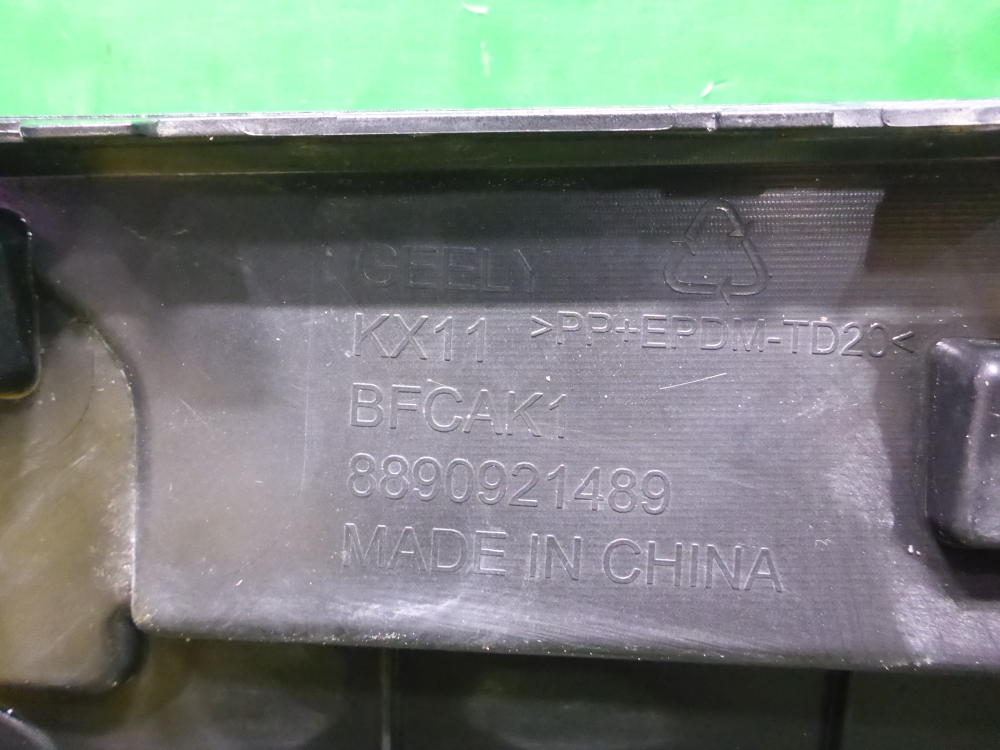 GEELY
KX11 >PP+EPDM-TD20<
BFCAK1
8890921489
MADE IN CHINA